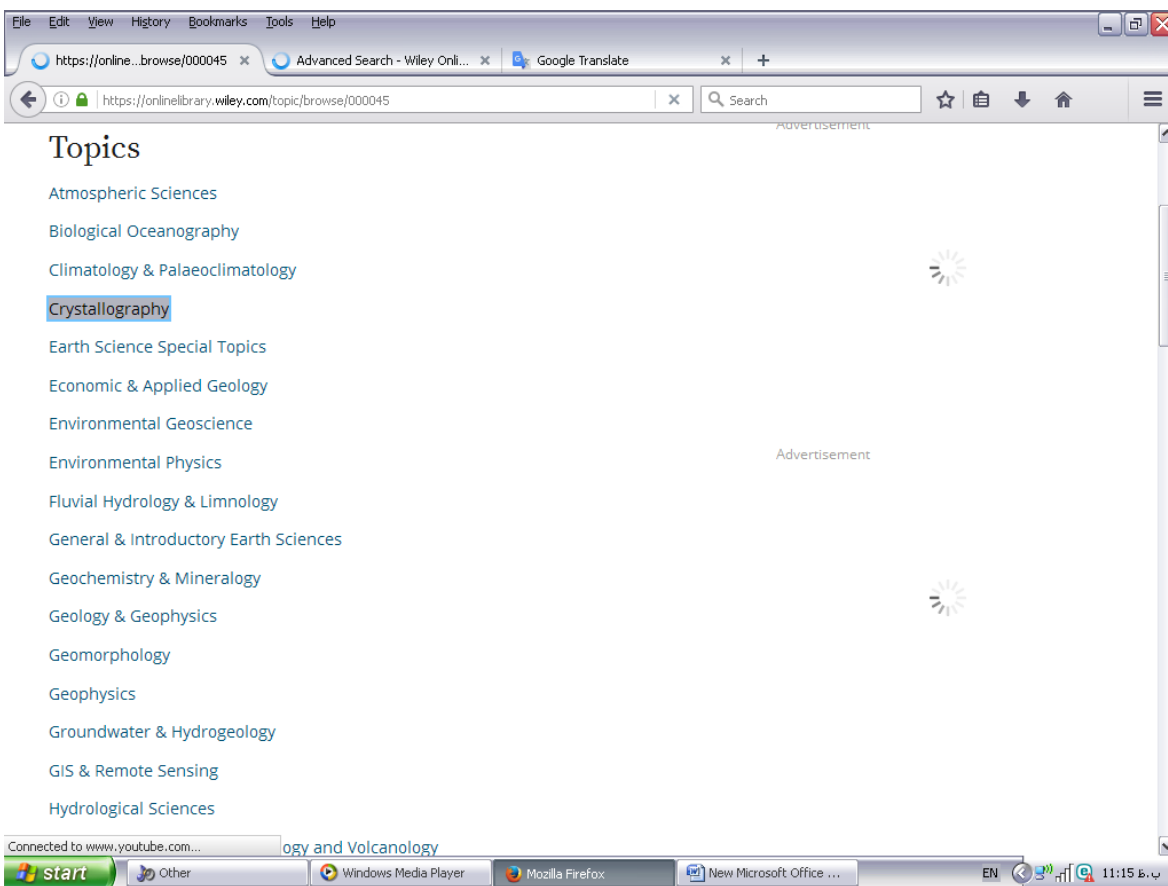 File Edit View History Bookmarks Tools Help
https://online...browse/000045
Advanced Search - Wiley Onli...
Google Translate
https://onlinelibrary.wiley.com/topic/browse/000045
Search
Advertisement
Topics
Atmospheric Sciences
Biological Oceanography
Climatology & Palaeoclimatology
Crystallography
Earth Science Special Topics
Economic & Applied Geology
Environmental Geoscience
Advertisement
Environmental Physics
Fluvial Hydrology & Limnology
General & Introductory Earth Sciences
Geochemistry & Mineralogy
Geology & Geophysics
Geomorphology
Geophysics
Groundwater & Hydrogeology
GIS & Remote Sensing
Hydrological Sciences
Connected to www.youtube.com...
ogy and Volcanology
start Other Windows Media Player Mozilla Firefox New Microsoft Office ... EN 11:15 ب.ظ